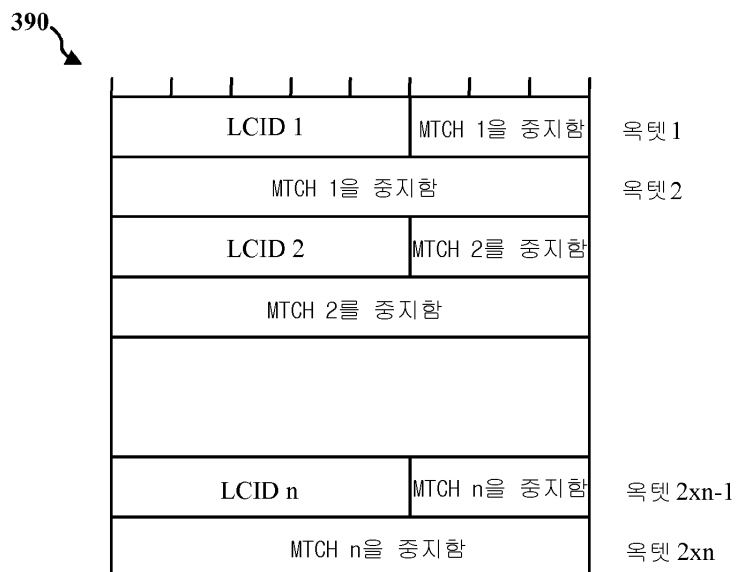 390
LCID 1 MTCH 1을 중지함 옥텟 1
MTCH 1을 중지함 옥텟 2
LCID 2 MTCH 2를 중지함
MTCH 2를 중지함
LCID n MTCH n을 중지함 옥텟 2xn-1
MTCH n을 중지함 옥텟 2xn